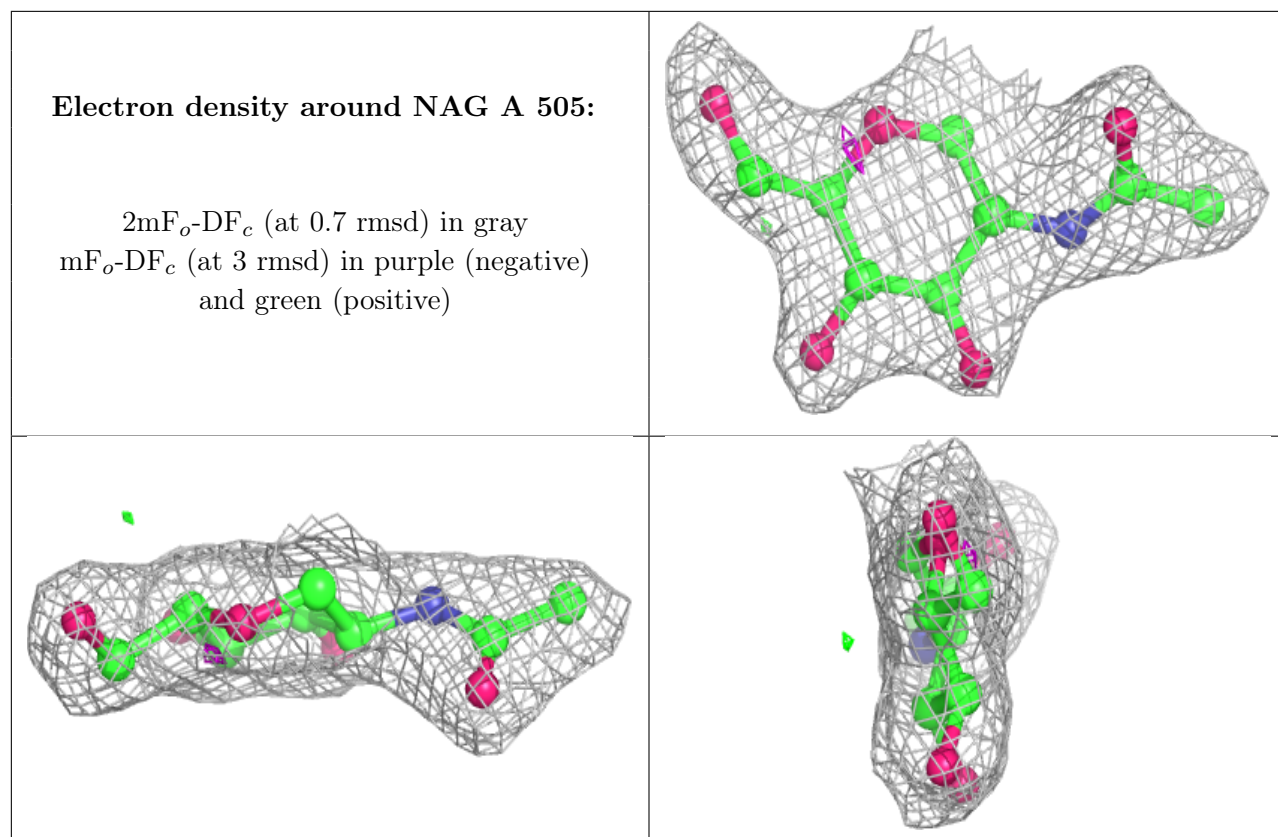 Electron density around NAG A 505:
2mFₒ-DF𝑐 (at 0.7 rmsd) in gray
mFₒ-DF𝑐 (at 3 rmsd) in purple (negative)
and green (positive)